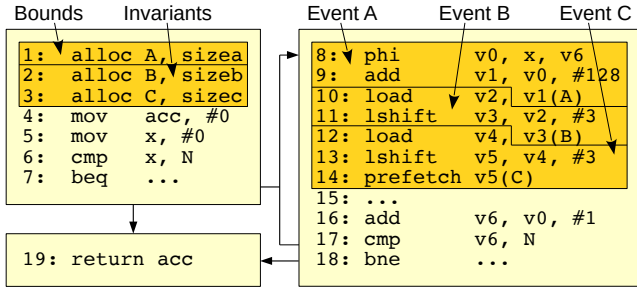 Bounds Invariants
1: alloc A, sizea
2: alloc B, sizeb
3: alloc C, sizec
4: mov acc, #0
5: mov x, #0
6: cmp x, N
7: beq ...
19: return acc
Event A Event B Event C
8: phi v0, x, v6
9: add v1, v0, #128
10: load v2, v1(A)
11: lshift v3, v2, #3
12: load v4, v3(B)
13: lshift v5, v4, #3
14: prefetch v5(C)
15: ...
16: add v6, v0, #1
17: cmp v6, N
18: bne ...